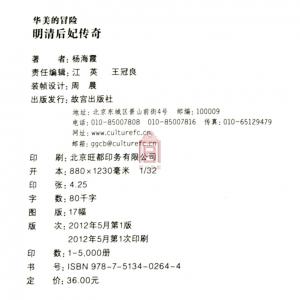 华美的冒险
明清后妃传奇
著 者：杨海霞
责任编辑：江 英 王冠良
装帧设计：周 晨
出版发行：故宫出版社
地址：北京东城区景山前街4号 邮编：100009
电话：010-85007808 010-85007816 传真：010-65129479
网址：www.culturefc.cn
邮箱：ggcb@culturefc.cn
印 刷：北京旺都印务有限公司
开 本：880×1230毫米 1/32
印 张：4.25
字 数：80千字
图 版：17幅
版 次：2012年5月第1版
2012年5月第1次印刷
印 数：1-5,000册
书 号：ISBN 978-7-5134-0264-4
定 价：36.00元